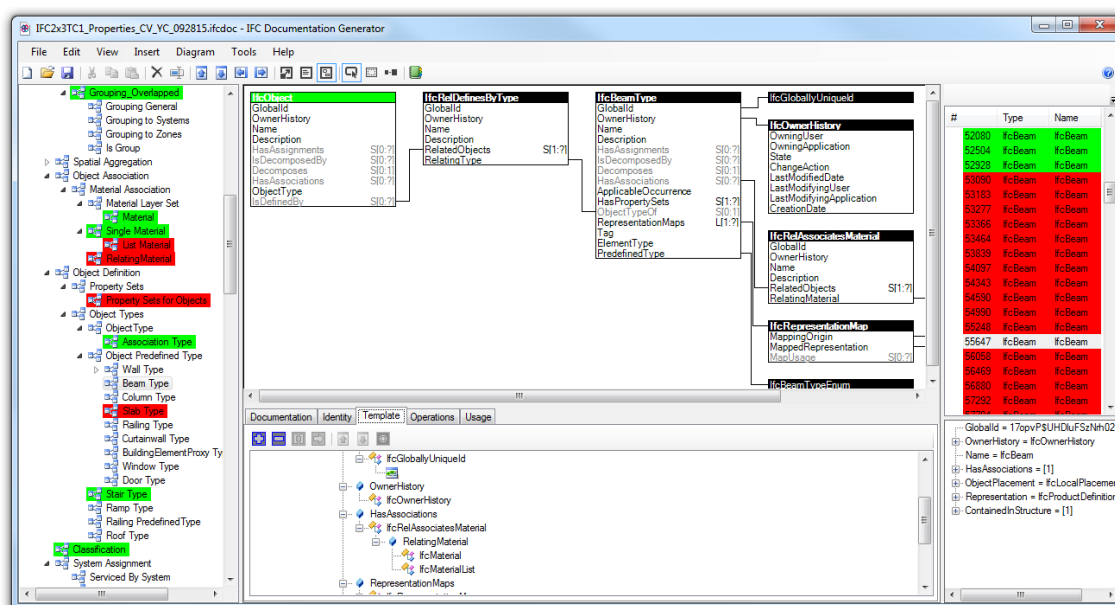 IFC2x3TC1_Properties_CV_YC_092815.ifcdoc - IFC Documentation Generator
File Edit View Insert Diagram Tools Help
Grouping_Overlapped
Grouping General
Grouping to Systems
Grouping to Zones
Is Group
Spatial Aggregation
Object Association
Material Association
Material Layer Set
Material
Single Material
List Material
RelatingMaterial
Object Definition
Property Sets
Property Sets for Objects
Object Types
ObjectType
Association Type
Object Predefined Type
Wall Type
Beam Type
Column Type
Slab Type
Railing Type
Curtainwall Type
BuildingElementProxy Ty
Window Type
Door Type
Stair Type
Ramp Type
Railing PredefinedType
Roof Type
Classification
System Assignment
Serviced By System
IfcObject
GlobalId
OwnerHistory
Name
Description
HasAssignments S[0:?]
IsDecomposedBy S[0:?]
Decomposes S[0:1]
HasAssociations S[0:?]
ObjectType
IsDefinedBy S[0:?]
IfcRelDefinesByType
GlobalId
OwnerHistory
Name
Description
RelatedObjects S[1:?]
RelatingType
IfcBeamType
GlobalId
OwnerHistory
Name
Description
HasAssignments S[0:?]
IsDecomposedBy S[0:?]
Decomposes S[0:1]
HasAssociations S[0:?]
ApplicableOccurrence
HasPropertySets S[1:?]
ObjectTypeOf S[0:1]
RepresentationMaps L[1:?]
Tag
ElementType
PredefinedType
IfcGloballyUniqueId
IfcOwnerHistory
OwningUser
OwningApplication
State
ChangeAction
LastModifiedDate
LastModifyingUser
LastModifyingApplication
CreationDate
IfcRelAssociatesMaterial
GlobalId
OwnerHistory
Name
Description
RelatedObjects S[1:?]
RelatingMaterial
IfcRepresentationMap
MappingOrigin
MappedRepresentation
MapUsage S[0:?]
IfcBeamTypeEnum
Documentation Identity Template Operations Usage
IfcGloballyUniqueId
OwnerHistory
IfcOwnerHistory
HasAssociations
IfcRelAssociatesMaterial
RelatingMaterial
IfcMaterial
IfcMaterialList
RepresentationMaps
# Type Name
52080 IfcBeam IfcBeam
52504 IfcBeam IfcBeam
52928 IfcBeam IfcBeam
53090 IfcBeam IfcBeam
53183 IfcBeam IfcBeam
53277 IfcBeam IfcBeam
53366 IfcBeam IfcBeam
53464 IfcBeam IfcBeam
53839 IfcBeam IfcBeam
54097 IfcBeam IfcBeam
54343 IfcBeam IfcBeam
54590 IfcBeam IfcBeam
54990 IfcBeam IfcBeam
55248 IfcBeam IfcBeam
55647 IfcBeam IfcBeam
56058 IfcBeam IfcBeam
56469 IfcBeam IfcBeam
56880 IfcBeam IfcBeam
57292 IfcBeam IfcBeam
GlobalId = 17opvP$UHDluFSzNrh02
OwnerHistory = IfcOwnerHistory
Name = IfcBeam
HasAssociations = [1]
ObjectPlacement = IfcLocalPlacemen
Representation = IfcProductDefinition
ContainedInStructure = [1]